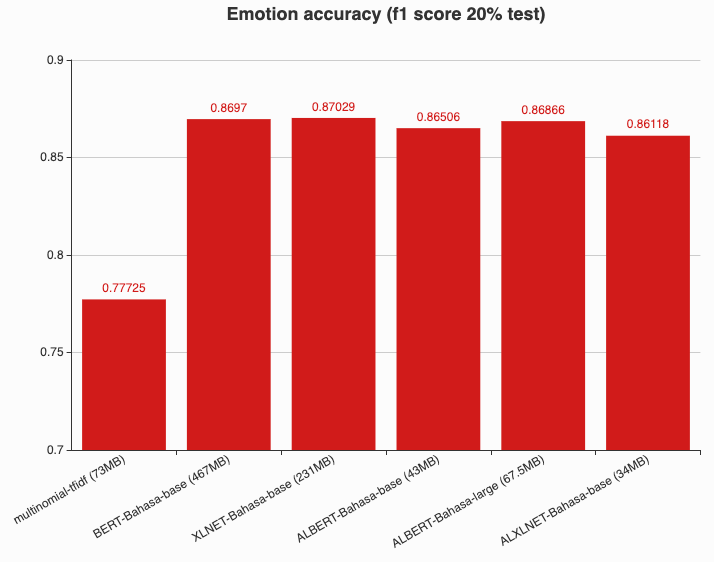 Emotion accuracy (f1 score 20% test)
0.9
0.85
0.8
0.75
0.7
0.77725
0.8697
0.87029
0.86506
0.86866
0.86118
multinomial-tfidf (73MB)
BERT-Bahasa-base (467MB)
XLNET-Bahasa-base (231MB)
ALBERT-Bahasa-base (43MB)
ALBERT-Bahasa-large (67.5MB)
ALXLNET-Bahasa-base (34MB)